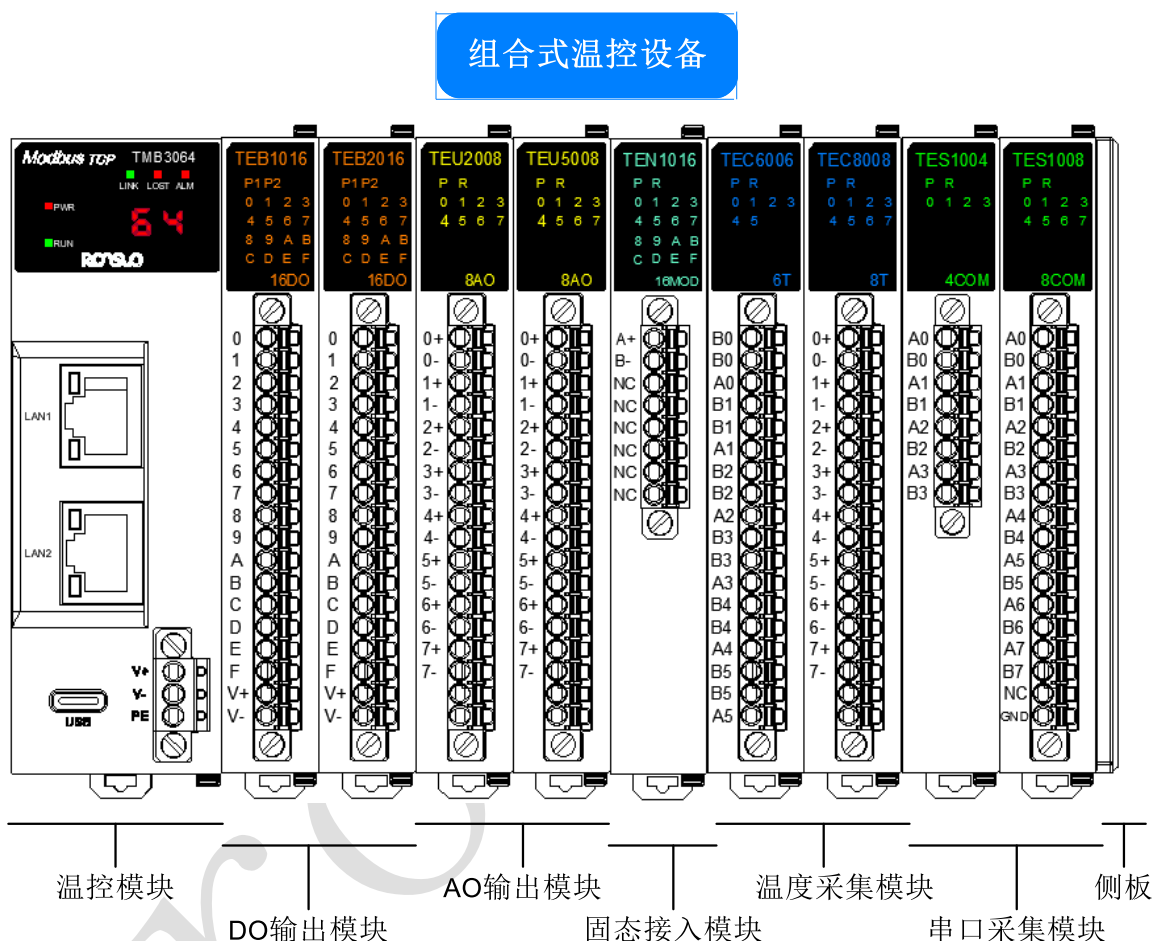 组合式温控设备
Modbus TCP TMB3064
LINK LOST ALM
PWR
64
RUN
LAN1
LAN2
V+
V-
PE
USB
TEB1016
P1 P2
0 1 2 3
4 5 6 7
8 9 A B
C D E F
16DO
0
1
2
3
4
5
6
7
8
9
A
B
C
D
E
F
V+
V-
TEB2016
P1 P2
0 1 2 3
4 5 6 7
8 9 A B
C D E F
16DO
0
1
2
3
4
5
6
7
8
9
A
B
C
D
E
F
V+
V-
TEU2008
P R
0 1 2 3
4 5 6 7
8AO
0+
0-
1+
1-
2+
2-
3+
3-
4+
4-
5+
5-
6+
6-
7+
7-
TEU5008
P R
0 1 2 3
4 5 6 7
8AO
0+
0-
1+
1-
2+
2-
3+
3-
4+
4-
5+
5-
6+
6-
7+
7-
TEN1016
P R
0 1 2 3
4 5 6 7
8 9 A B
C D E F
16MOD
A+
B-
NC
NC
NC
NC
NC
NC
TEC6006
P R
0 1 2 3
4 5
6T
B0
B0
A0
B1
B1
A1
B2
B2
A2
B3
B3
A3
B4
B4
A4
B5
B5
A5
TEC8008
P R
0 1 2 3
4 5 6 7
8T
0+
0-
1+
1-
2+
2-
3+
3-
4+
4-
5+
5-
6+
6-
7+
7-
TES1004
P R
0 1 2 3
4COM
A0
B0
A1
B1
A2
B2
A3
B3
TES1008
P R
0 1 2 3
4 5 6 7
8COM
A0
B0
A1
B1
A2
B2
A3
B3
A4
B4
A5
B5
A6
B6
A7
B7
NC
GND
温控模块
DO输出模块
AO输出模块
固态接入模块
温度采集模块
串口采集模块
侧板